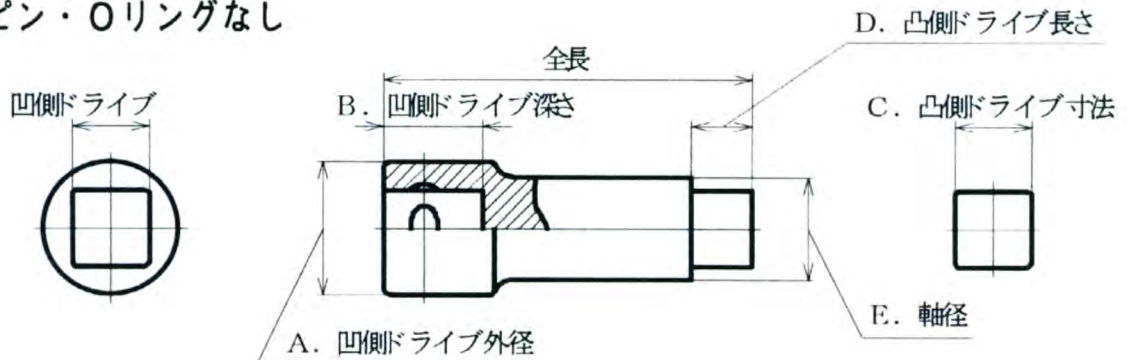 ピン・Oリングなし
D. 凸側ドライブ長さ
全長
凹側ドライブ
B. 凹側ドライブ深さ
C. 凸側ドライブ寸法
E. 軸径
A. 凹側ドライブ外径